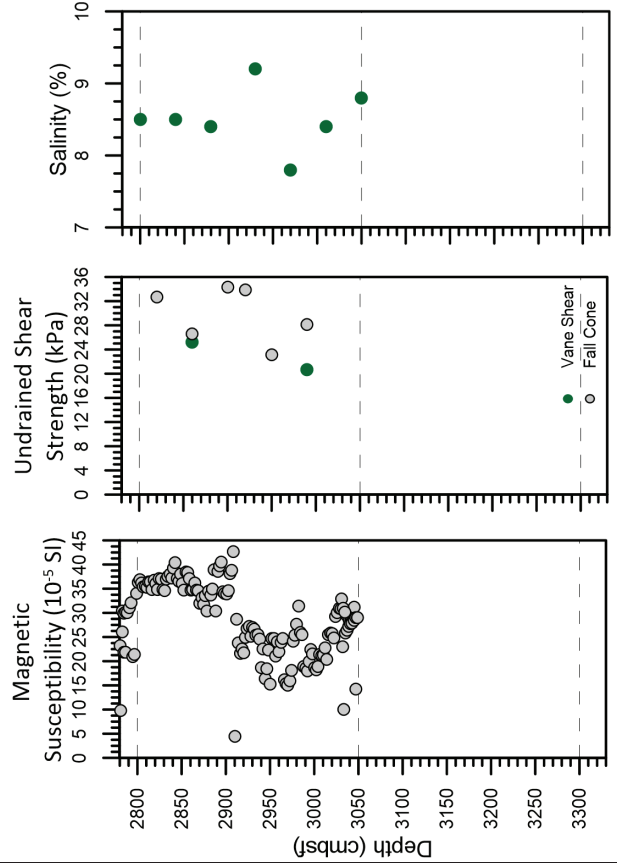 Salinity (%)
7 8 9 10
Undrained Shear
Strength (kPa)
0 4 8 12 16 20 24 28 32 36
Vane Shear
Fall Cone
Magnetic
Susceptibility (10⁻⁵ SI)
0 5 10 15 20 25 30 35 40 45
Depth (cmbsf)
2800
2850
2900
2950
3000
3050
3100
3150
3200
3250
3300